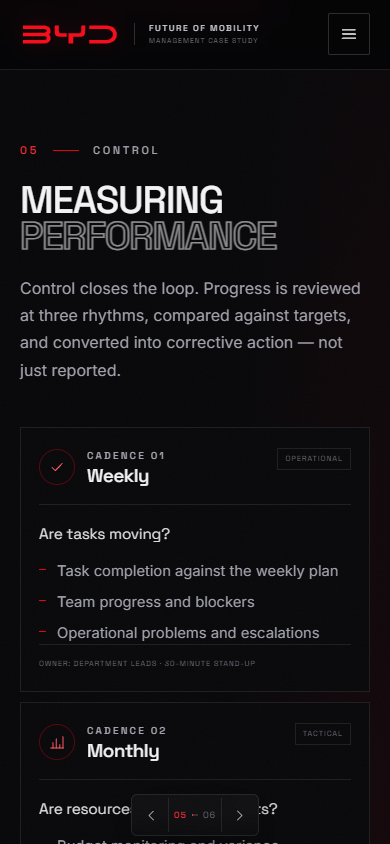 BYD
FUTURE OF MOBILITY
MANAGEMENT CASE STUDY
05 CONTROL
MEASURING
PERFORMANCE
Control closes the loop. Progress is reviewed
at three rhythms, compared against targets,
and converted into corrective action — not
just reported.
CADENCE 01
OPERATIONAL
Weekly
Are tasks moving?
Task completion against the weekly plan
Team progress and blockers
Operational problems and escalations
OWNER: DEPARTMENT LEADS · 30-MINUTE STAND-UP
CADENCE 02
TACTICAL
Monthly
Are resources
05 — 06